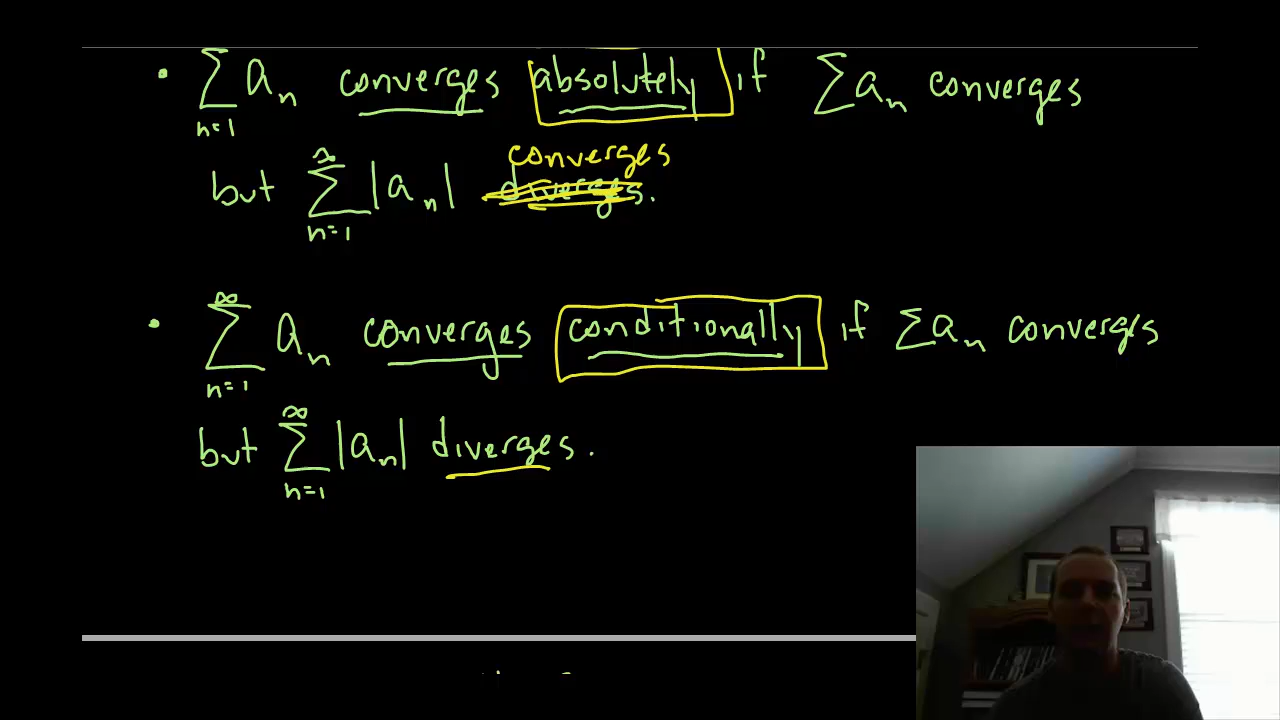 • ∑ n=1 aₙ converges absolutely if ∑aₙ converges
converges
but ∞ ∑ n=1 |aₙ| diverges.
• ∞ ∑ n=1 aₙ converges conditionally if ∑aₙ converges
but ∞ ∑ n=1 |aₙ| diverges.